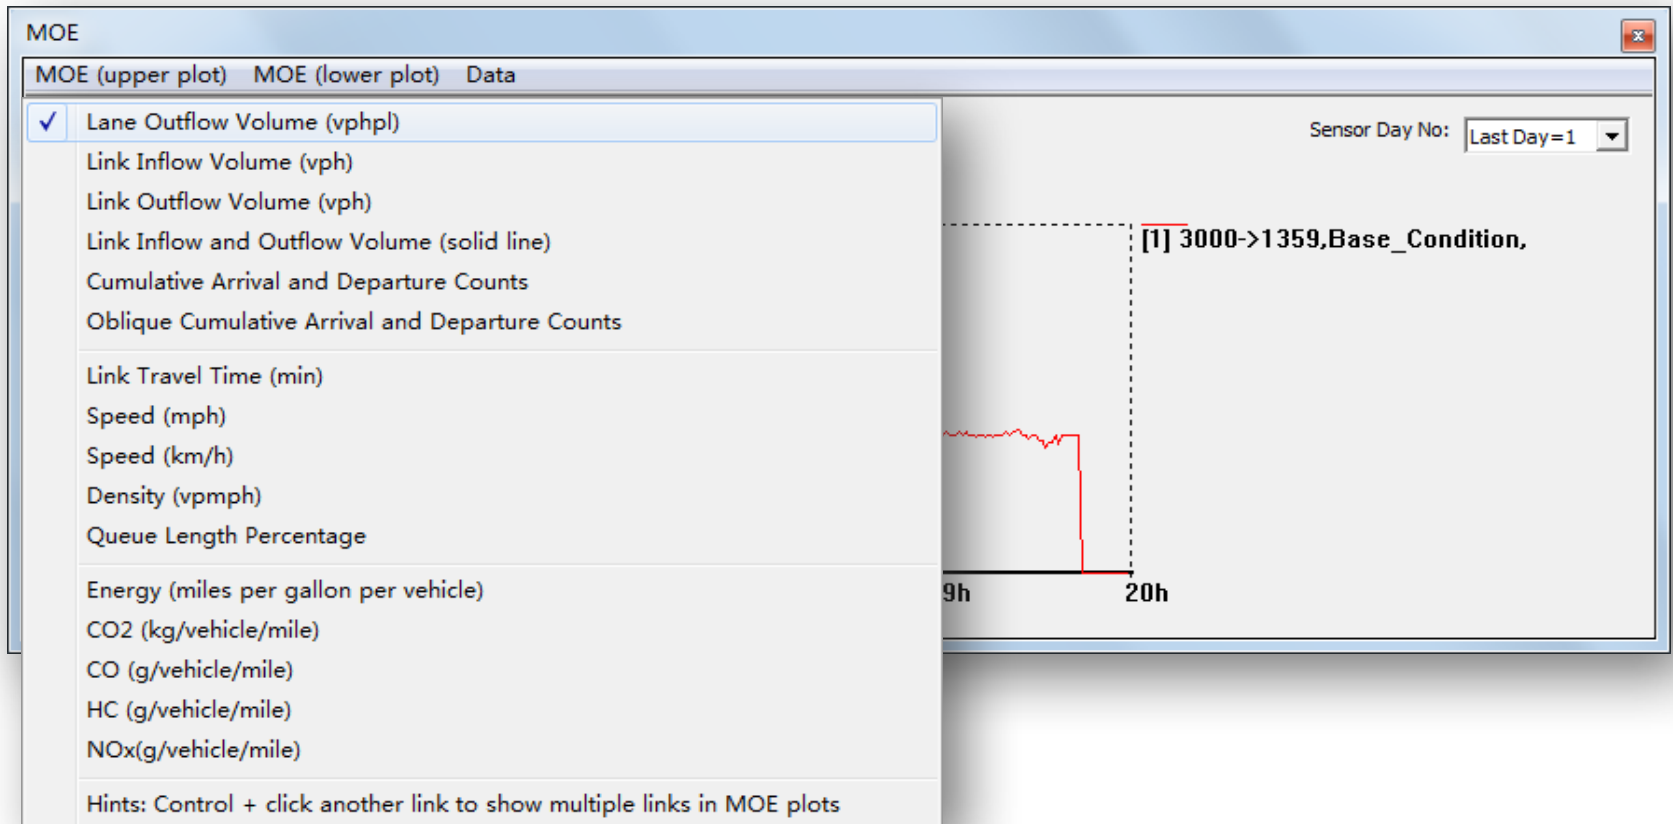 MOE
MOE (upper plot) MOE (lower plot) Data
Lane Outflow Volume (vphpl)
Link Inflow Volume (vph)
Link Outflow Volume (vph)
Link Inflow and Outflow Volume (solid line)
Cumulative Arrival and Departure Counts
Oblique Cumulative Arrival and Departure Counts
Link Travel Time (min)
Speed (mph)
Speed (km/h)
Density (vpmph)
Queue Length Percentage
Energy (miles per gallon per vehicle)
CO2 (kg/vehicle/mile)
CO (g/vehicle/mile)
HC (g/vehicle/mile)
NOx(g/vehicle/mile)
Hints: Control + click another link to show multiple links in MOE plots
Sensor Day No: Last Day=1
[1] 3000->1359,Base_Condition,
9h 20h